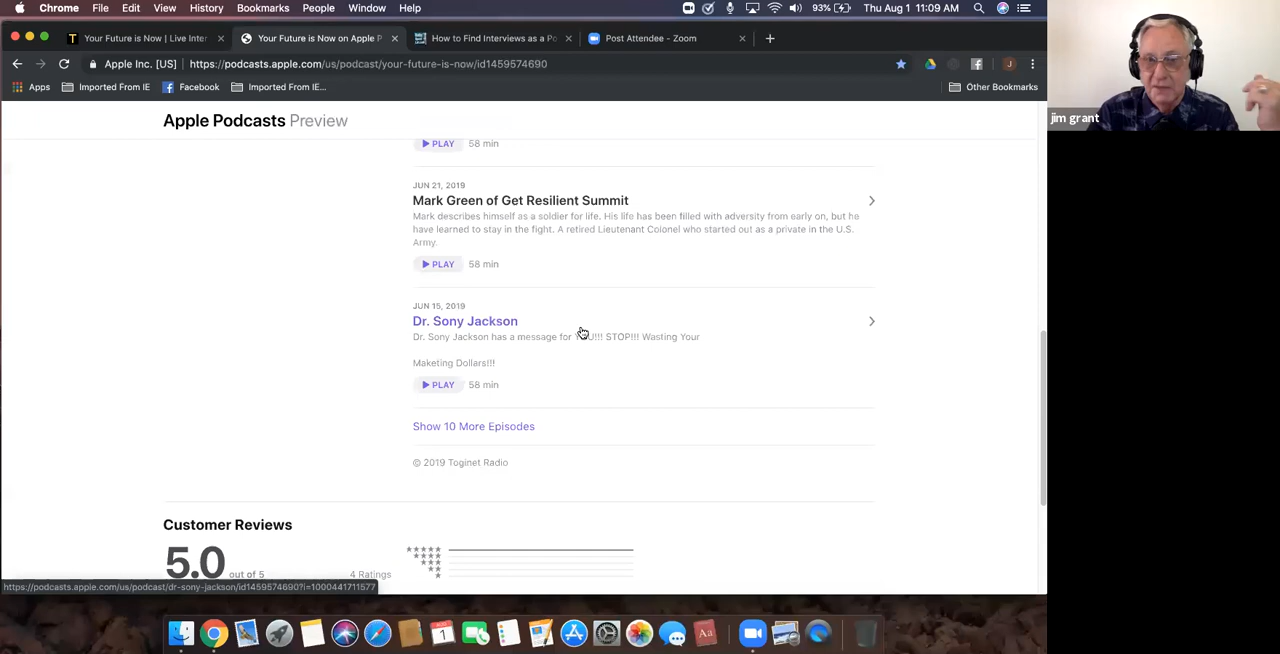 Chrome File Edit View History Bookmarks People Window Help 93% Thu Aug 1 11:09 AM
Your Future is Now | Live Inter Your Future is Now on Apple P How to Find Interviews as a Po Post Attendee - Zoom
Apple Inc. [US] https://podcasts.apple.com/us/podcast/your-future-is-now/id1459574690 J
Apps Imported From IE Facebook Imported From IE... Other Bookmarks
jim grant
Apple Podcasts Preview
PLAY 58 min
JUN 21, 2019
Mark Green of Get Resilient Summit
Mark describes himself as a soldier for life. His life has been filled with adversity from early on, but he
have learned to stay in the fight. A retired Lieutenant Colonel who started out as a private in the U.S.
Army.
PLAY 58 min
JUN 15, 2019
Dr. Sony Jackson
Dr. Sony Jackson has a message for YOU!!! STOP!!! Wasting Your
Maketing Dollars!!!
PLAY 58 min
Show 10 More Episodes
© 2019 Toginet Radio
Customer Reviews
5.0 out of 5 4 Ratings
https://podcasts.apple.com/us/podcast/dr-sony-jackson/id1459574690?i=1000441711577
1
Aa